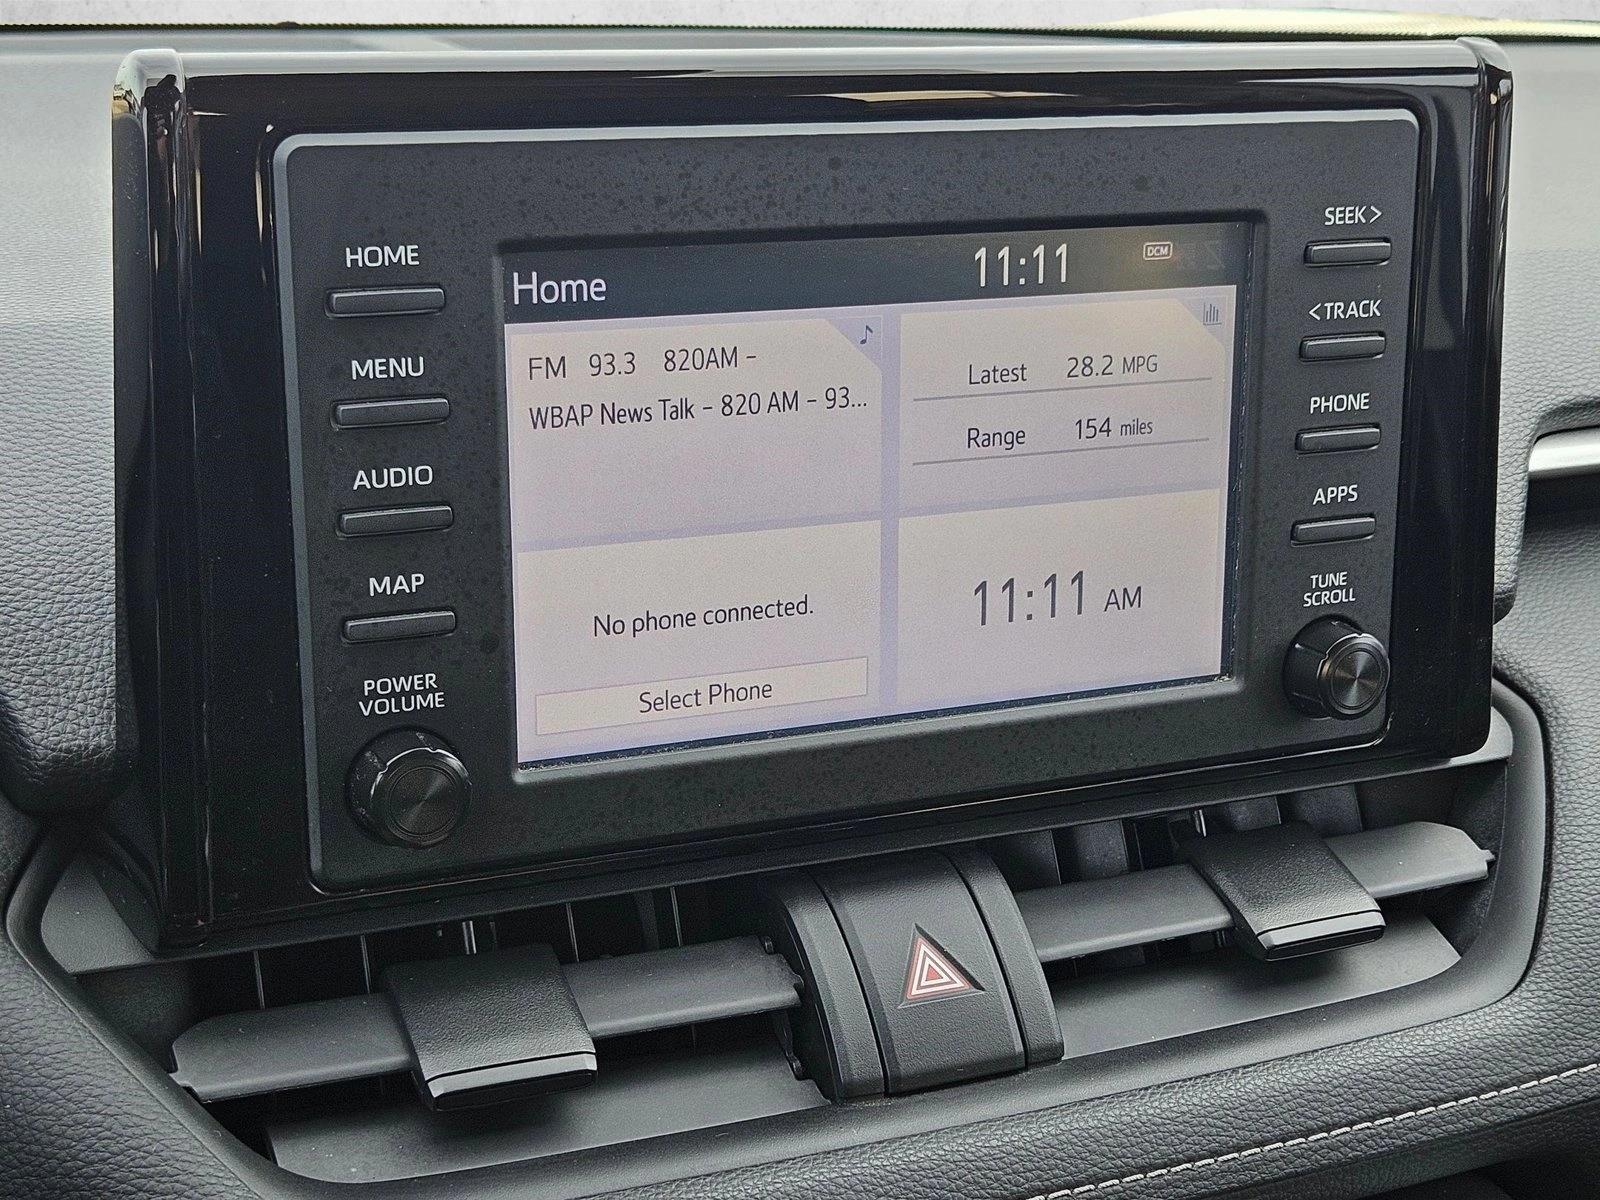 HOME
MENU
AUDIO
MAP
POWER
VOLUME
Home
11:11
DCM
FM 93.3 820AM -
WBAP News Talk - 820 AM - 93...
Latest 28.2 MPG
Range 154 miles
No phone connected.
Select Phone
11:11 AM
SEEK >
< TRACK
PHONE
APPS
TUNE
SCROLL